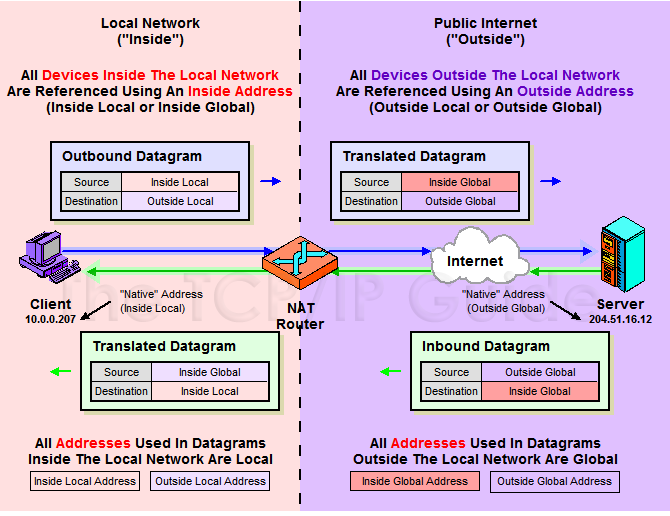 Local Network
("Inside")
Public Internet
("Outside")
All Devices Inside The Local Network
Are Referenced Using An Inside Address
(Inside Local or Inside Global)
All Devices Outside The Local Network
Are Referenced Using An Outside Address
(Outside Local or Outside Global)
Outbound Datagram
Source Inside Local
Destination Outside Local
Translated Datagram
Source Inside Global
Destination Outside Global
Internet
The TCP/IP Guide
Client
10.0.0.207
"Native" Address
(Inside Local)
NAT
Router
"Native" Address
(Outside Global)
Server
204.51.16.12
Translated Datagram
Source Inside Global
Destination Inside Local
Inbound Datagram
Source Outside Global
Destination Inside Global
All Addresses Used In Datagrams
Inside The Local Network Are Local
All Addresses Used In Datagrams
Outside The Local Network Are Global
Inside Local Address
Outside Local Address
Inside Global Address
Outside Global Address